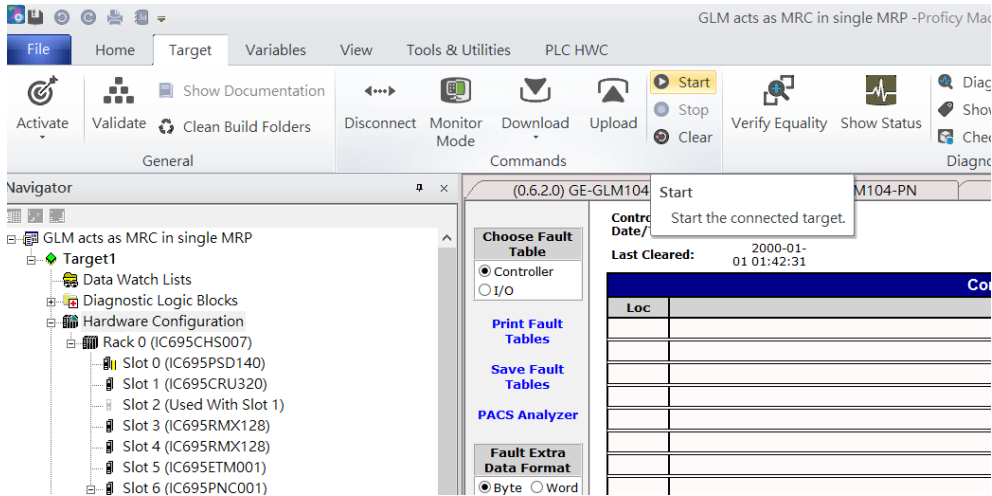 GLM acts as MRC in single MRP -Proficy Mac
File Home Target Variables View Tools & Utilities PLC HWC
Activate
Validate
Show Documentation
Clean Build Folders
General
Disconnect
Monitor Mode
Download
Upload
Start
Stop
Clear
Commands
Verify Equality
Show Status
Diag
Show
Chec
Diagno
Navigator
GLM acts as MRC in single MRP
Target1
Data Watch Lists
Diagnostic Logic Blocks
Hardware Configuration
Rack 0 (IC695CHS007)
Slot 0 (IC695PSD140)
Slot 1 (IC695CRU320)
Slot 2 (Used With Slot 1)
Slot 3 (IC695RMX128)
Slot 4 (IC695RMX128)
Slot 5 (IC695ETM001)
Slot 6 (IC695PNC001)
(0.6.2.0) GE-GLM104
M104-PN
Start
Start the connected target.
Choose Fault
Table
Controller
I/O
Print Fault
Tables
Save Fault
Tables
PACS Analyzer
Fault Extra
Data Format
Byte Word
Contro
Date/
Last Cleared:
2000-01-
01 01:42:31
Co
Loc